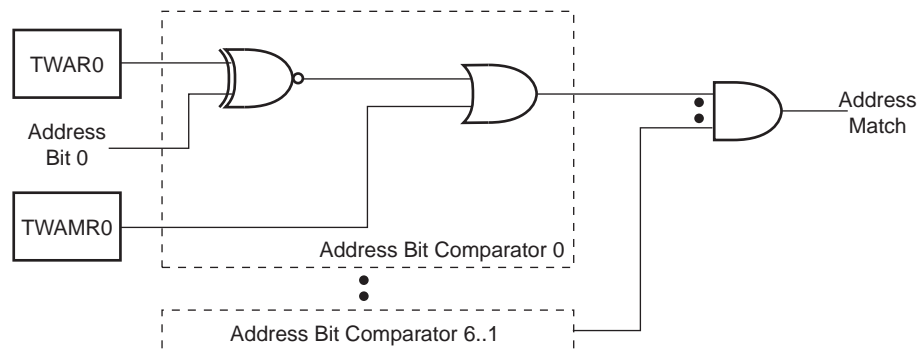 TWAR0
Address
Bit 0
TWAMR0
Address Bit Comparator 0
Address Bit Comparator 6..1
Address
Match